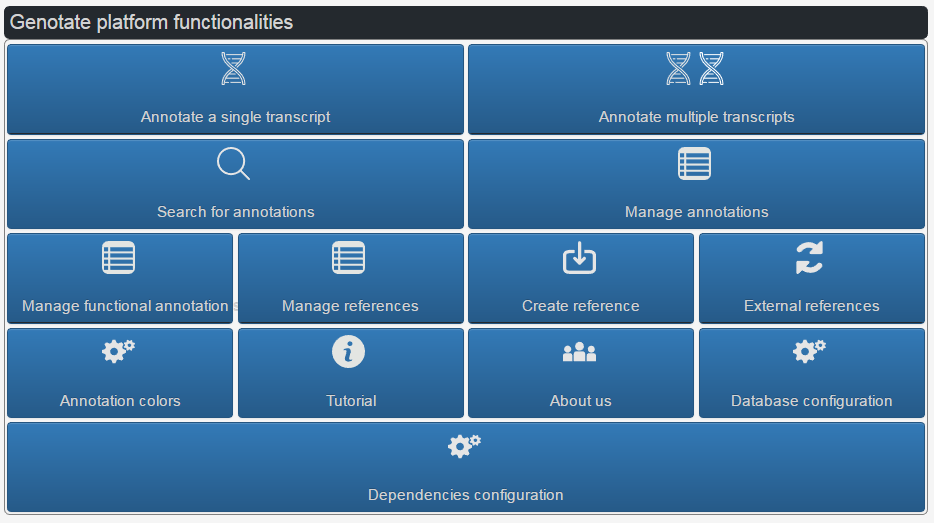 Genotate platform functionalities
Annotate a single transcript
Annotate multiple transcripts
Search for annotations
Manage annotations
Manage functional annotations
Manage references
Create reference
External references
Annotation colors
Tutorial
About us
Database configuration
Dependencies configuration